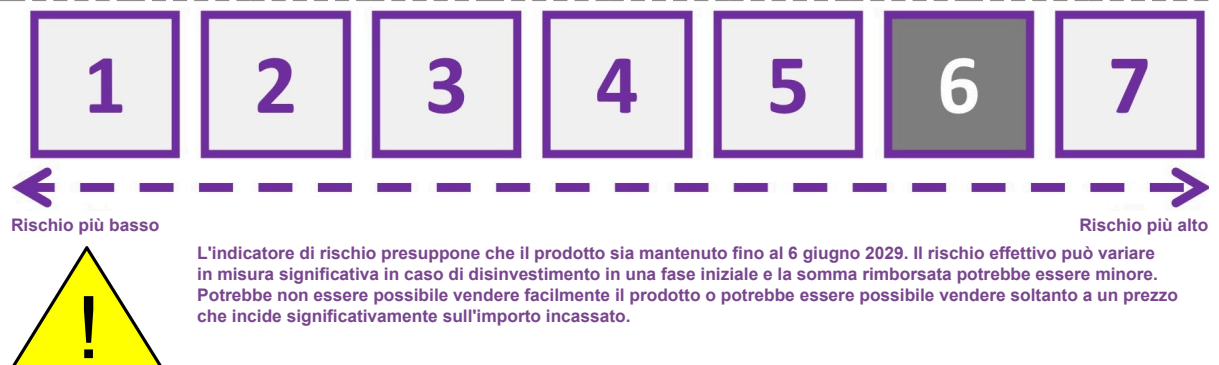 1 2 3 4 5 6 7
Rischio più basso Rischio più alto
L'indicatore di rischio presuppone che il prodotto sia mantenuto fino al 6 giugno 2029. Il rischio effettivo può variare
in misura significativa in caso di disinvestimento in una fase iniziale e la somma rimborsata potrebbe essere minore.
Potrebbe non essere possibile vendere facilmente il prodotto o potrebbe essere possibile vendere soltanto a un prezzo
che incide significativamente sull'importo incassato.
!